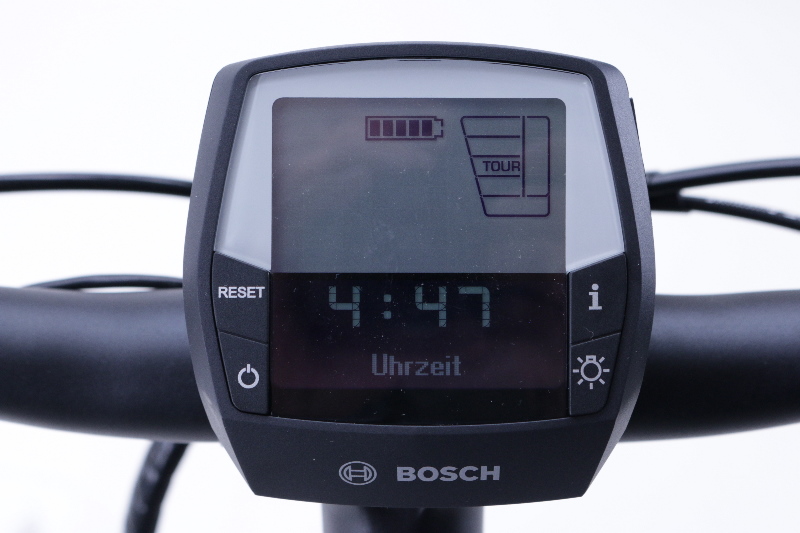 TOUR
RESET
4:47
i
Uhrzeit
BOSCH